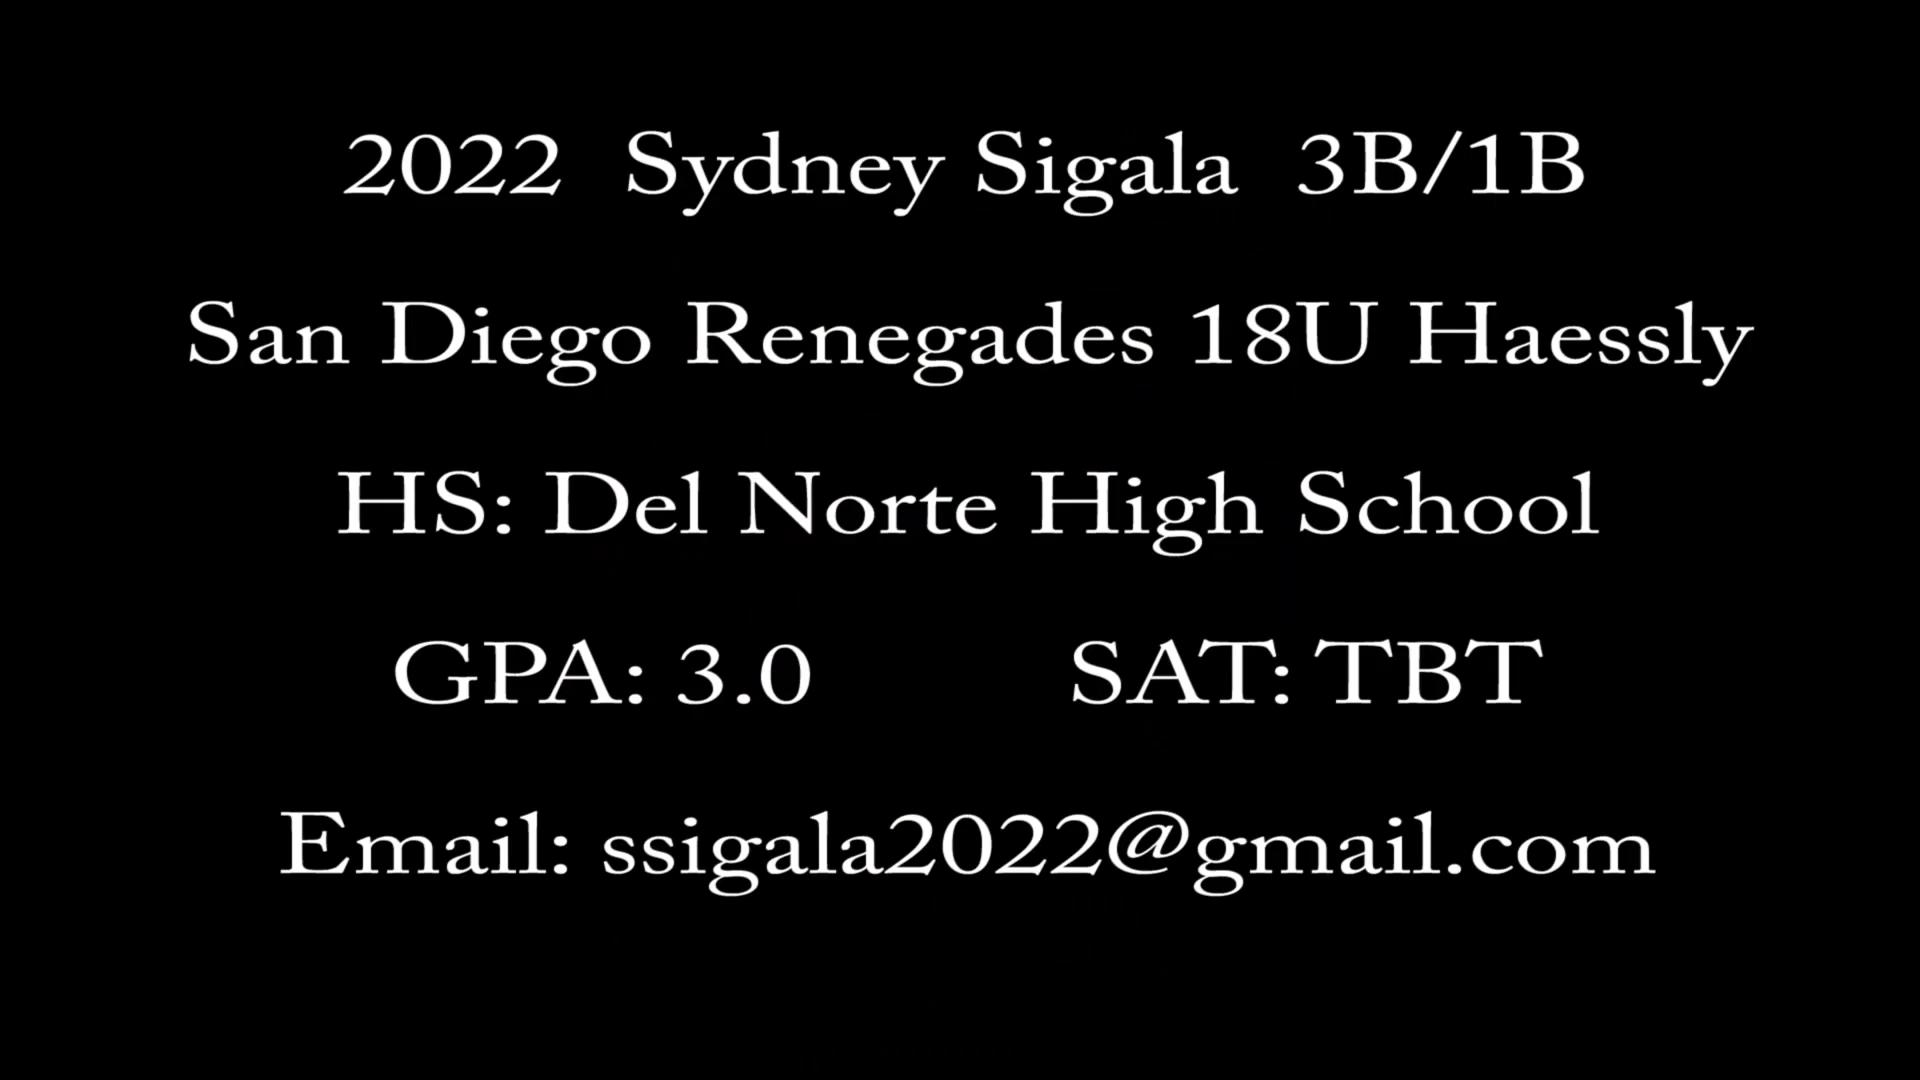 2022 Sydney Sigala 3B/1B
San Diego Renegades 18U Haessly
HS: Del Norte High School
GPA: 3.0 SAT: TBT
Email: ssigala2022@gmail.com